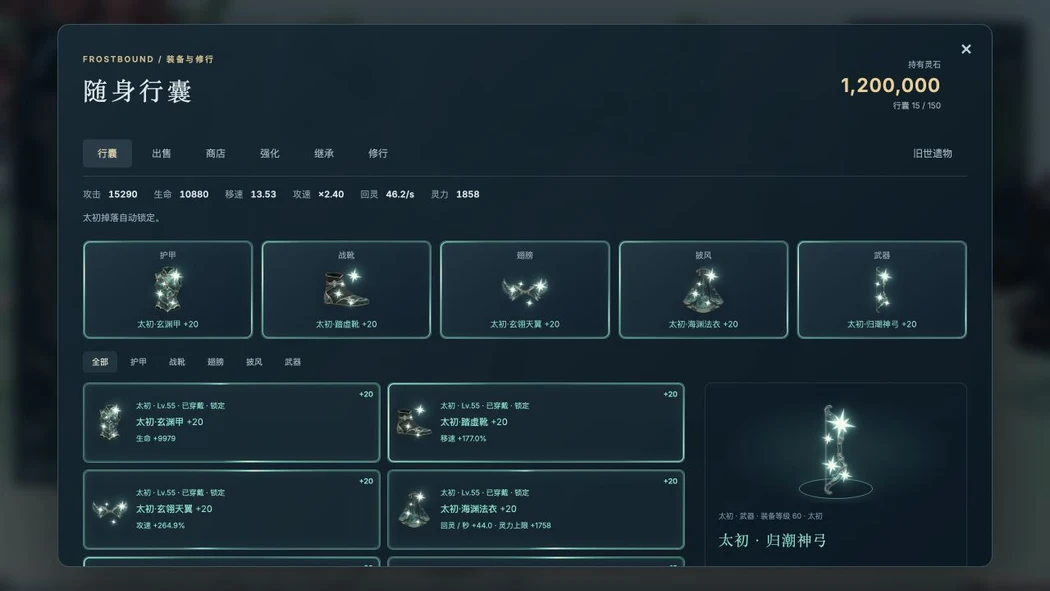 FROSTBOUND / 装备与修行
随身行囊
持有灵石
1,200,000
行囊 15 / 150
行囊 出售 商店 强化 继承 修行 旧世遗物
攻击 15290 生命 10880 移速 13.53 攻速 ×2.40 回灵 46.2/s 灵力 1858
太初掉落自动锁定。
护甲 战靴 翅膀 披风 武器
太初·玄渊甲 +20 太初·踏虚靴 +20 太初·玄翎天翼 +20 太初·海渊法衣 +20 太初·归潮神弓 +20
全部 护甲 战靴 翅膀 披风 武器
+20
太初 · Lv.55 · 已穿戴 · 锁定
太初·玄渊甲 +20
生命 +9979
+20
太初 · Lv.55 · 已穿戴 · 锁定
太初·踏虚靴 +20
移速 +177.0%
+20
太初 · Lv.55 · 已穿戴 · 锁定
太初·玄翎天翼 +20
攻速 +264.9%
+20
太初 · Lv.55 · 已穿戴 · 锁定
太初·海渊法衣 +20
回灵 / 秒 +44.0 · 灵力上限 +1758
太初 · 武器 · 装备等级 60 · 太初
太初 · 归潮神弓